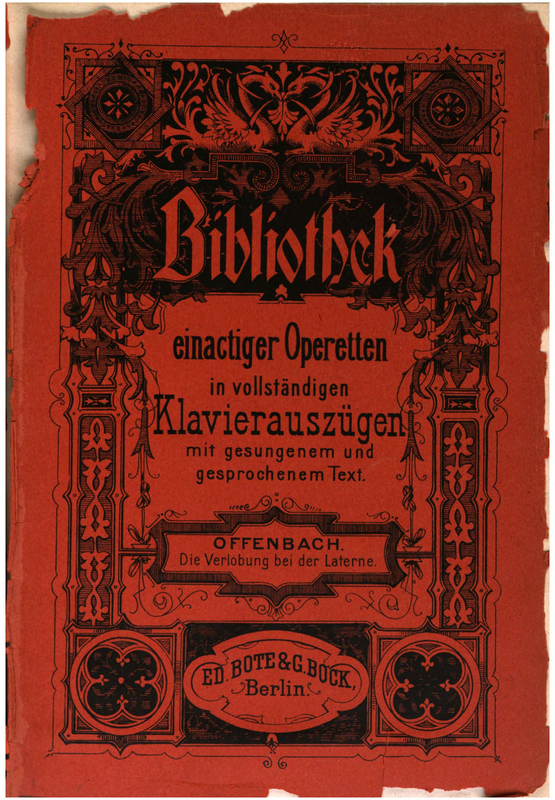 Bibliothek
einactiger Operetten
in vollständigen
Klavierauszügen
mit gesungenem und
gesprochenem Text.
OFFENBACH.
Die Verlobung bei der Laterne.
ED. BOTE & G. BOCK,
Berlin.